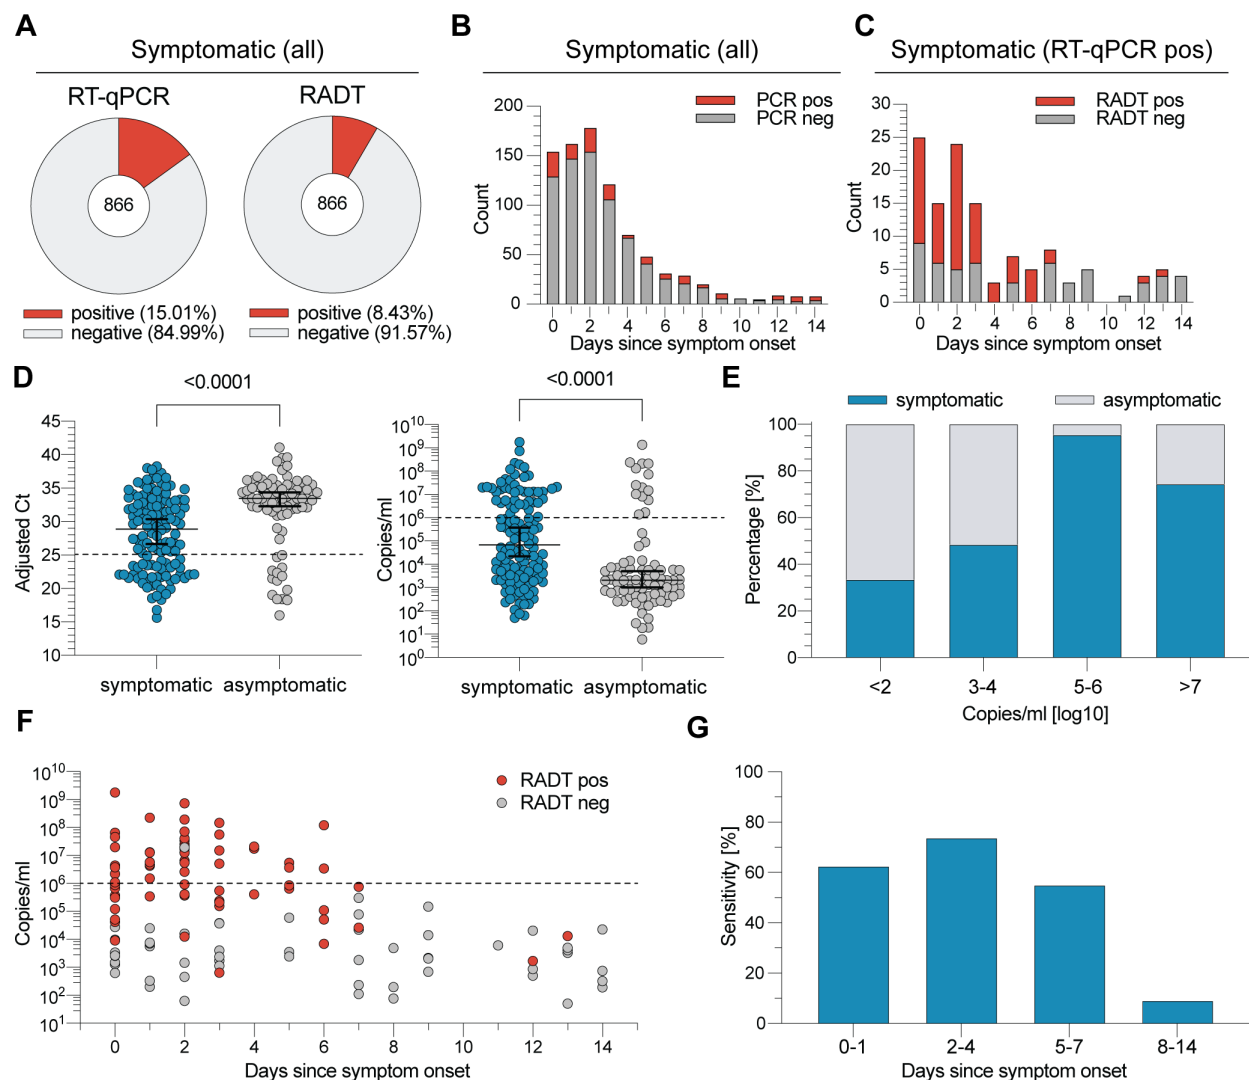 A
Symptomatic (all)
RT-qPCR
RADT
866
866
positive (15.01%)
negative (84.99%)
positive (8.43%)
negative (91.57%)
B
Symptomatic (all)
PCR pos
PCR neg
200
150
100
50
0
Count
0 2 4 6 8 10 12 14
Days since symptom onset
C
Symptomatic (RT-qPCR pos)
RADT pos
RADT neg
30
25
20
15
10
5
0
Count
0 2 4 6 8 10 12 14
Days since symptom onset
D
<0.0001
45
40
35
30
25
20
15
10
Adjusted Ct
symptomatic asymptomatic
<0.0001
10^10
10^9
10^8
10^7
10^6
10^5
10^4
10^3
10^2
10^1
10^0
Copies/ml
symptomatic asymptomatic
E
symptomatic asymptomatic
100
80
60
40
20
0
Percentage [%]
<2 3-4 5-6 >7
Copies/ml [log10]
F
RADT pos
RADT neg
10^10
10^9
10^8
10^7
10^6
10^5
10^4
10^3
10^2
10^1
Copies/ml
0 2 4 6 8 10 12 14
Days since symptom onset
G
100
80
60
40
20
0
Sensitivity [%]
0-1 2-4 5-7 8-14
Days since symptom onset